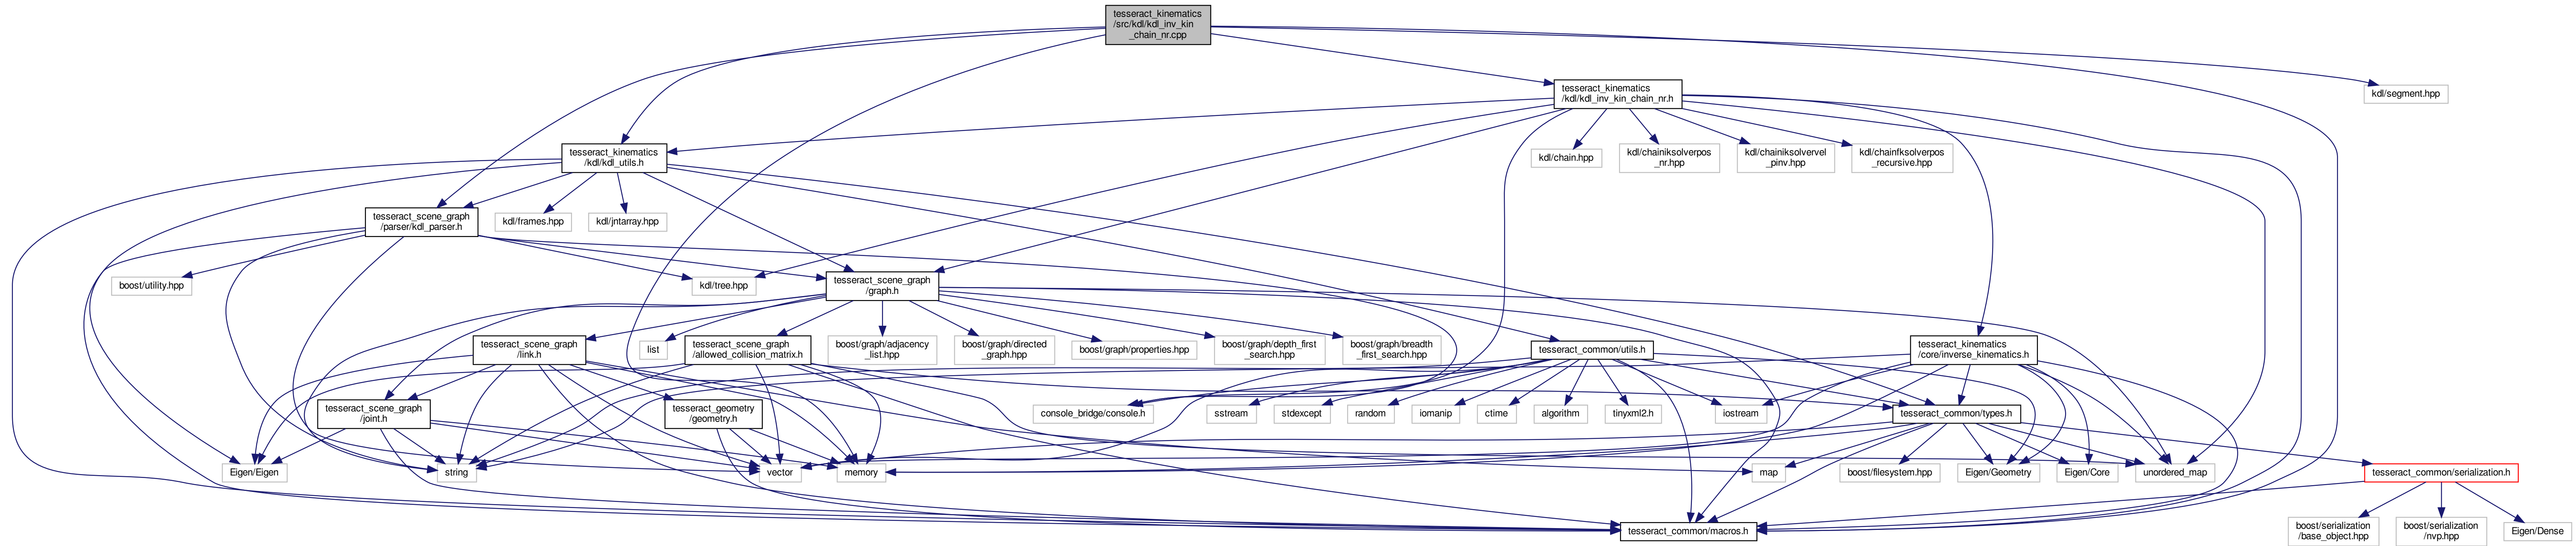 tesseract_kinematics
/src/kdl/kdl_inv_kin
_chain_nr.cpp
tesseract_kinematics
/kdl/kdl_inv_kin_chain_nr.h
kdl/segment.hpp
tesseract_kinematics
/kdl/kdl_utils.h
kdl/chain.hpp
kdl/chainiksolverpos
_nr.hpp
kdl/chainiksolvervel
_pinv.hpp
kdl/chainfksolverpos
_recursive.hpp
tesseract_scene_graph
/parser/kdl_parser.h
kdl/frames.hpp
kdl/jntarray.hpp
boost/utility.hpp
kdl/tree.hpp
tesseract_scene_graph
/graph.h
tesseract_scene_graph
/link.h
list
tesseract_scene_graph
/allowed_collision_matrix.h
boost/graph/adjacency
_list.hpp
boost/graph/directed
_graph.hpp
boost/graph/properties.hpp
boost/graph/depth_first
_search.hpp
boost/graph/breadth
_first_search.hpp
tesseract_common/utils.h
tesseract_kinematics
/core/inverse_kinematics.h
tesseract_scene_graph
/joint.h
tesseract_geometry
/geometry.h
console_bridge/console.h
sstream
stdexcept
random
iomanip
ctime
algorithm
tinyxml2.h
iostream
tesseract_common/types.h
Eigen/Eigen
string
vector
memory
map
boost/filesystem.hpp
Eigen/Geometry
Eigen/Core
unordered_map
tesseract_common/serialization.h
tesseract_common/macros.h
boost/serialization
/base_object.hpp
boost/serialization
/nvp.hpp
Eigen/Dense